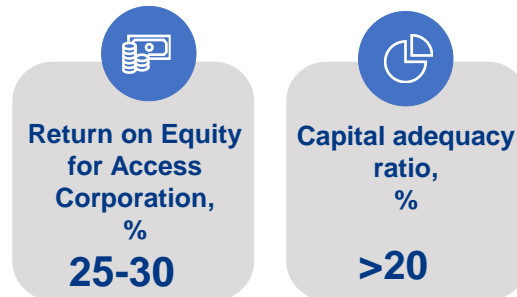 Return on Equity
for Access
Corporation,
%
25-30
Capital adequacy
ratio,
%
>20